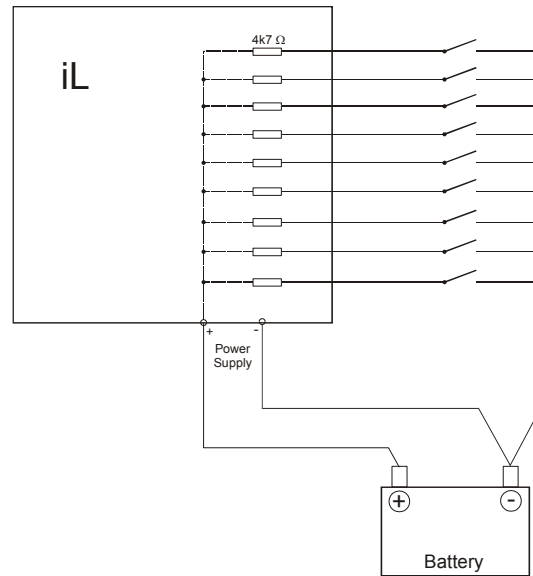 4k7 Ω
iL
+ -
Power
Supply
+ -
Battery